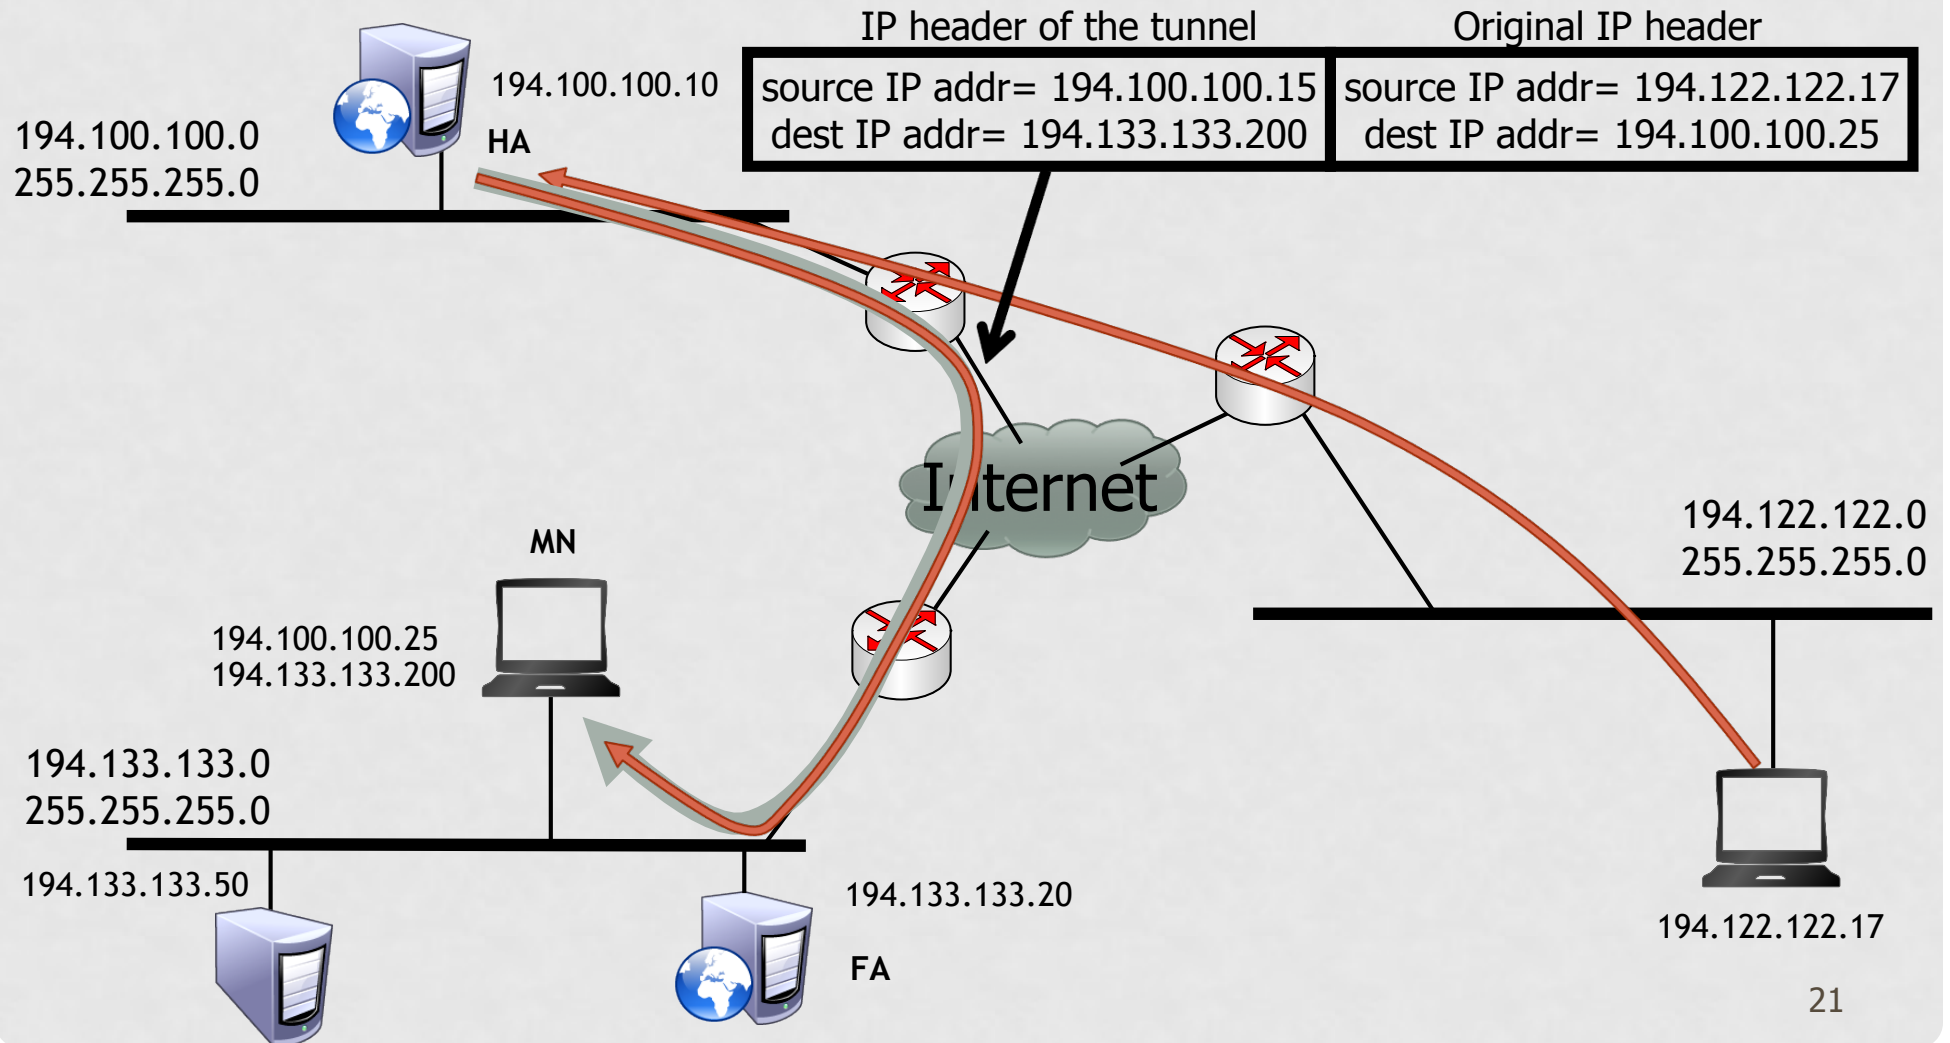 IP header of the tunnel
Original IP header
source IP addr= 194.100.100.15
dest IP addr= 194.133.133.200
source IP addr= 194.122.122.17
dest IP addr= 194.100.100.25
194.100.100.10
HA
194.100.100.0
255.255.255.0
Internet
194.122.122.0
255.255.255.0
MN
194.100.100.25
194.133.133.200
194.133.133.0
255.255.255.0
194.133.133.50
194.133.133.20
FA
194.122.122.17
21